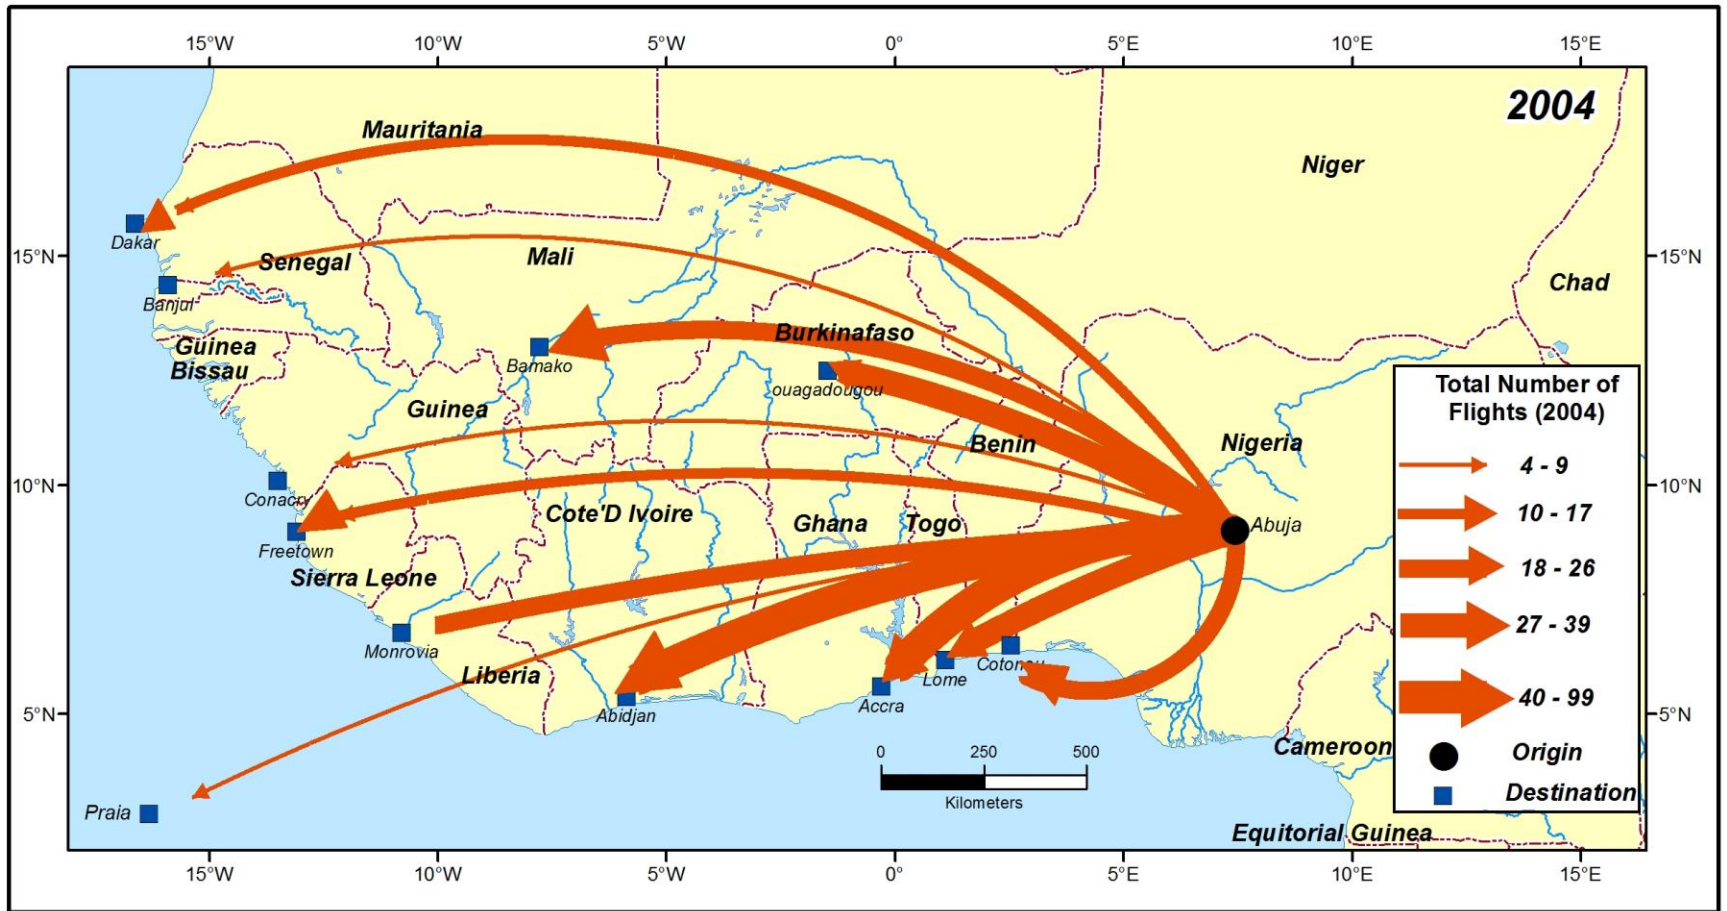 15°W
10°W
5°W
0°
5°E
10°E
15°E
2004
Mauritania
Niger
Dakar
15°N
Senegal
Mali
15°N
Chad
Banjul
Guinea
Bissau
Burkinafaso
Bamako
ouagadougou
Guinea
Benin
Nigeria
10°N
10°N
Conacry
Cote'D Ivoire
Ghana
Togo
Abuja
Freetown
Sierra Leone
Monrovia
Liberia
Cotonou
Lome
Accra
Abidjan
5°N
5°N
Praia
Cameroon
Equitorial Guinea
0
250
500
Kilometers
Total Number of
Flights (2004)
4 - 9
10 - 17
18 - 26
27 - 39
40 - 99
Origin
Destination
15°W
10°W
5°W
0°
5°E
10°E
15°E